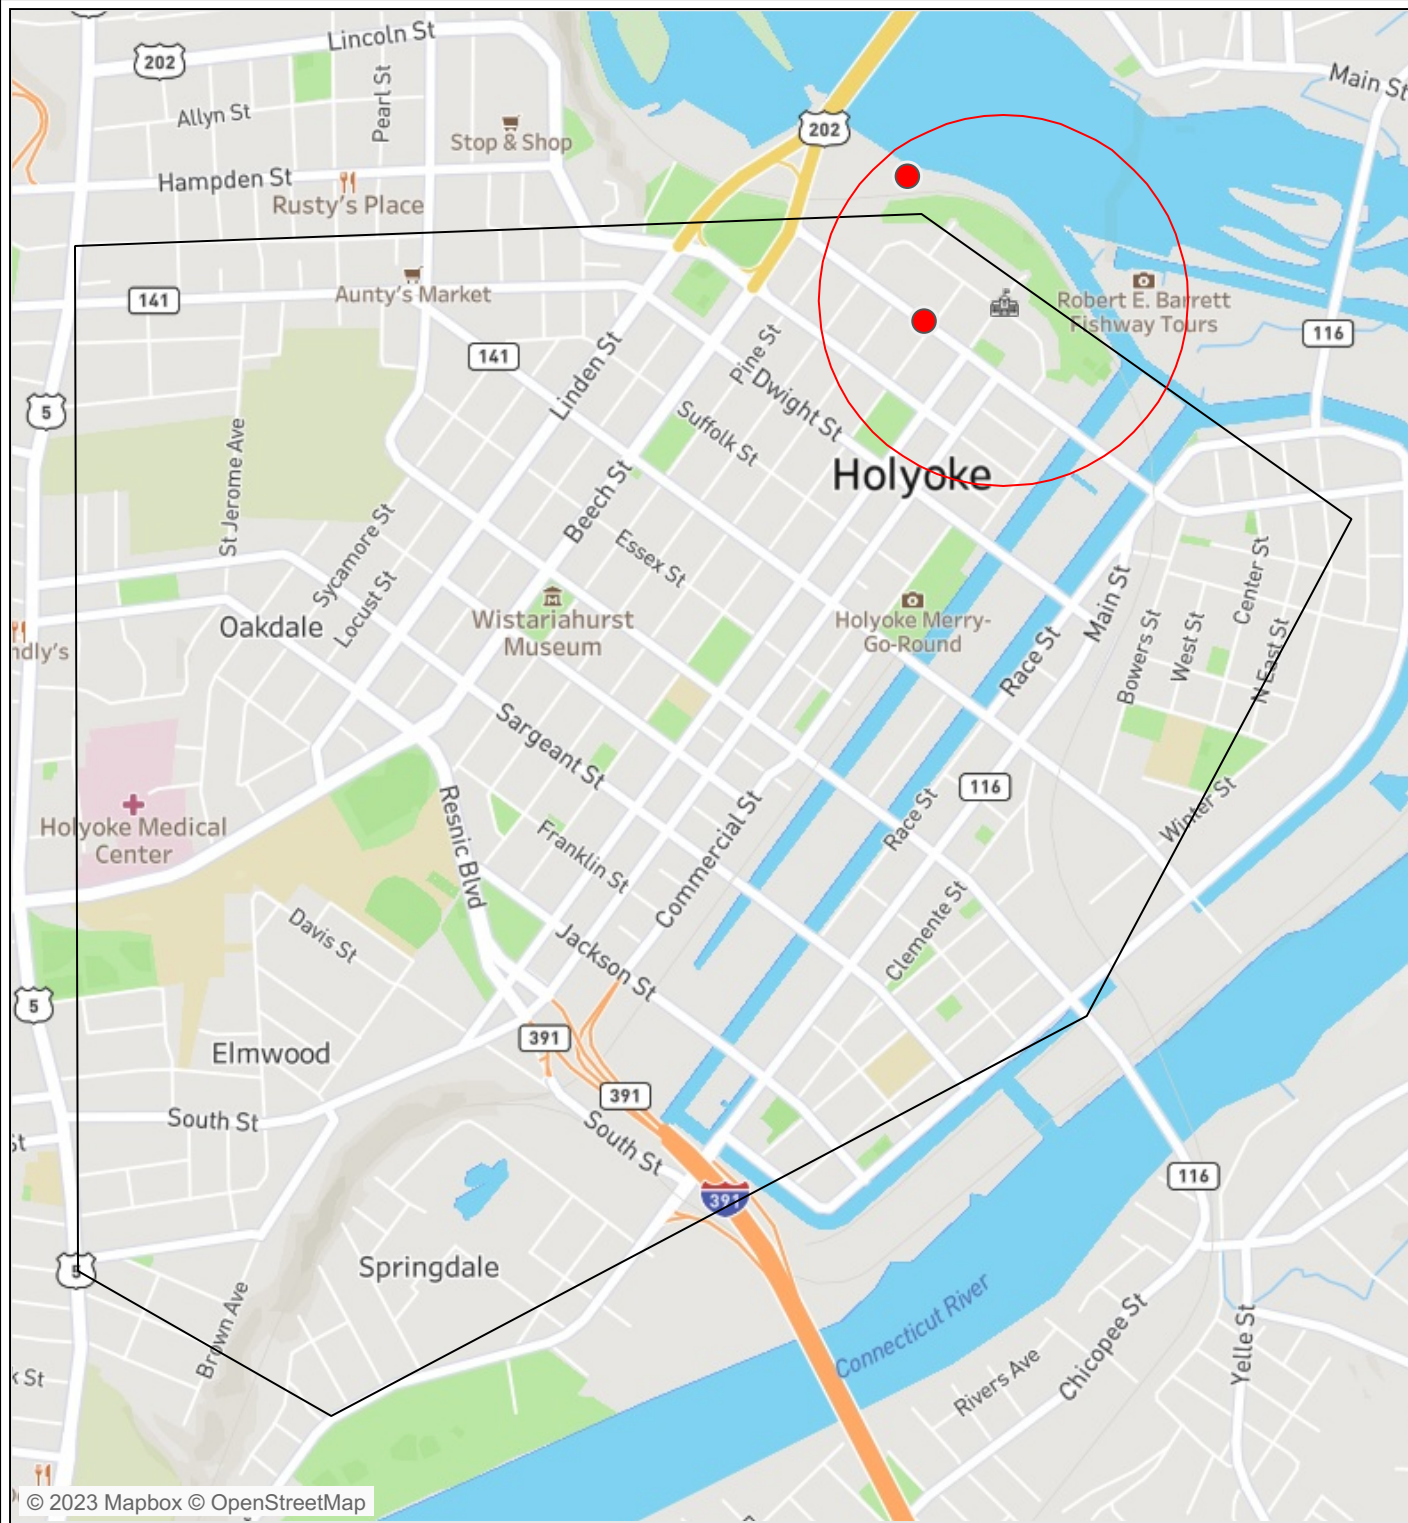 Lincoln St
202
Main St
Allyn St
Pearl St
Stop & Shop
202
Hampden St
Rusty's Place
141
Aunty's Market
Robert E. Barrett
Fishway Tours
116
141
Linden St
Pine St
Dwight St
5
Suffolk St
St Jerome Ave
Beech St
Holyoke
Sycamore St
Essex St
Locust St
Center St
Main St
Oakdale
Wistariahurst
Museum
Holyoke Merry-
Go-Round
Race St
Bowers St
West St
N East St
ndly's
Sargeant St
116
Resnic Blvd
Holyoke Medical
Center
Franklin St
Commercial St
Race St
Winter St
Davis St
Jackson St
Clemente St
5
391
Elmwood
391
South St
South St
St
116
391
5
Springdale
Brown Ave
Connecticut River
Chicopee St
Yelle St
Rivers Ave
k St
© 2023 Mapbox © OpenStreetMap